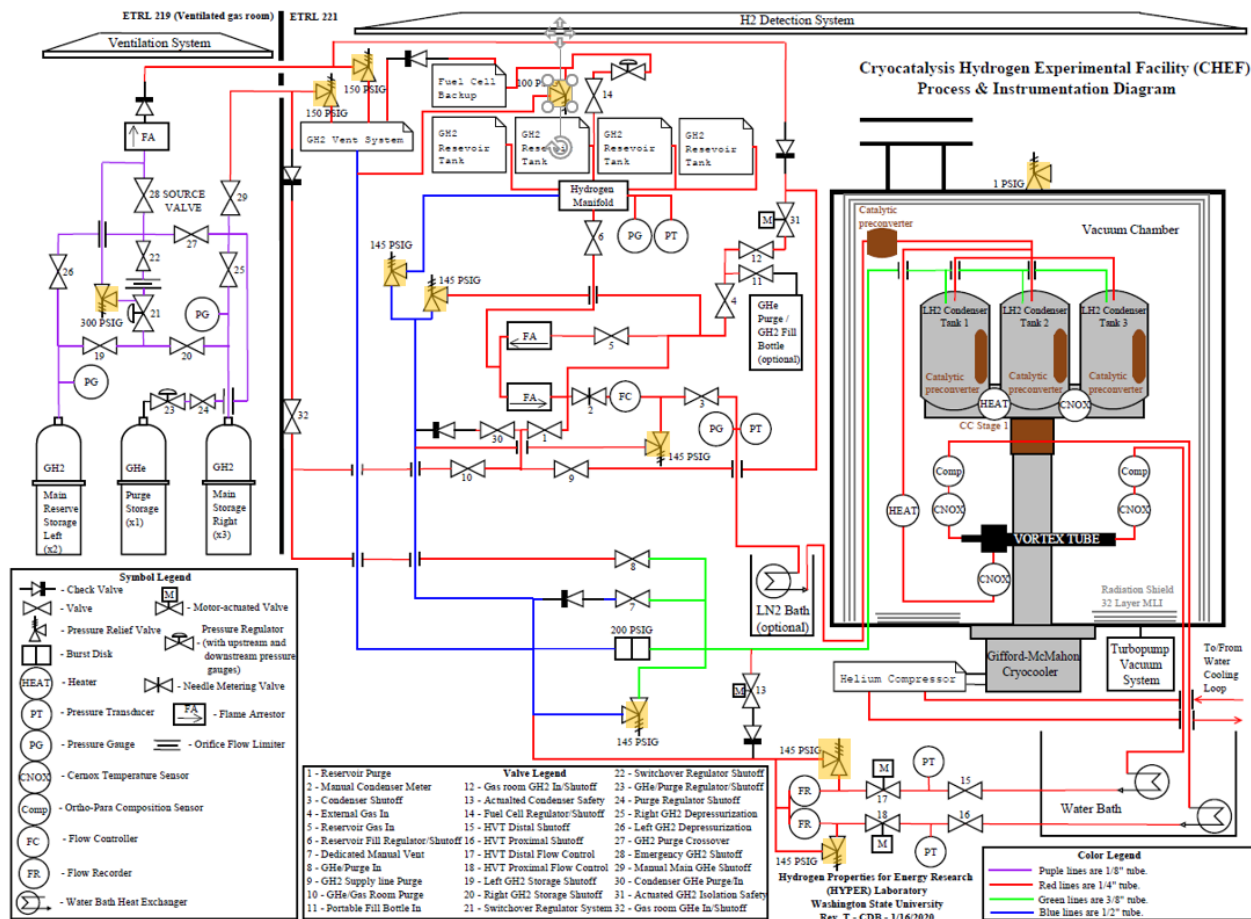 ETRL 219 (Ventilated gas room)
ETRL 221
Ventilation System
H2 Detection System
Cryocatalysis Hydrogen Experimental Facility (CHEF)
Process & Instrumentation Diagram
150 PSIG
150 PSIG
Fuel Cell
Backup
14
FA
GH2 Vent System
GH2
Resevoir
Tank
GH2
Tank
GH2
Resevoir
Tank
GH2
Resevoir
Tank
1 PSIG
28 SOURCE
VALVE
29
27
26
22
25
Hydrogen
Manifold
6
PG
PT
M
31
12
11
4
Catalytic
preconverter
Vacuum Chamber
145 PSIG
145 PSIG
300 PSIG
21
PG
19
20
PG
23
24
FA
5
GHe
Purge /
GH2 Fill
Bottle
(optional)
LH2 Condenser
Tank 1
LH2 Condenser
Tank 2
LH2 Condenser
Tank 3
Catalytic
preconverter
Catalytic
preconverter
Catalytic
preconverter
HEAT
CNOX
CC Stage 1
FA
2
FC
3
32
30
1
PG
PT
145 PSIG
10
9
GH2
GHe
GH2
Main
Reserve
Storage
Left
(x2)
Purge
Storage
(x1)
Main
Storage
Right
(x3)
Comp
Comp
HEAT
CNOX
CNOX
VORTEX TUBE
CNOX
8
7
200 PSIG
LN2 Bath
(optional)
Radiation Shield
32 Layer MLI
M
13
145 PSIG
Helium Compressor
Gifford-McMahon
Cryocooler
Turbopump
Vacuum
System
To/From
Water
Cooling
Loop
145 PSIG
M
PT
FR
17
15
FR
18
16
M
PT
145 PSIG
Water Bath
Symbol Legend
- Check Valve
- Valve
M
- Motor-actuated Valve
- Pressure Relief Valve
Pressure Regulator
- (with upstream and
downstream pressure
gauges)
- Burst Disk
HEAT
- Heater
- Needle Metering Valve
PT
- Pressure Transducer
FA
- Flame Arrestor
PG
- Pressure Gauge
- Orifice Flow Limiter
CNOX
- Cernox Temperature Sensor
Comp
- Ortho-Para Composition Sensor
FC
- Flow Controller
FR
- Flow Recorder
- Water Bath Heat Exchanger
Valve Legend
1 - Reservoir Purge
2 - Manual Condenser Meter
3 - Condenser Shutoff
4 - External Gas In
5 - Reservoir Gas In
6 - Reservoir Fill Regulator/Shutoff
7 - Dedicated Manual Vent
8 - GHe/Purge In
9 - GH2 Supply line Purge
10 - GHe/Gas Room Purge
11 - Portable Fill Bottle In
12 - Gas room GH2 In/Shutoff
13 - Actualted Condenser Safety
14 - Fuel Cell Regulator/Shutoff
15 - HVT Distal Shutoff
16 - HVT Proximal Shutoff
17 - HVT Distal Flow Control
18 - HVT Proximal Flow Control
19 - Left GH2 Storage Shutoff
20 - Right GH2 Storage Shutoff
21 - Switchover Regulator System
22 - Switchover Regulator Shutoff
23 - GHe/Purge Regulator/Shutoff
24 - Purge Regulator Shutoff
25 - Right GH2 Depressurization
26 - Left GH2 Depressurization
27 - GH2 Purge Crossover
28 - Emergency GH2 Shutoff
29 - Manual Main GHe Shutoff
30 - Condenser GHe Purge/In
31 - Actuated GH2 Isolation Safety
32 - Gas room GHe In/Shutoff
Hydrogen Properties for Energy Research
(HYPER) Laboratory
Washington State University
Rev. T - CDB - 3/16/2020
Color Legend
- Puple lines are 1/8" tube.
- Red lines are 1/4" tube.
- Green lines are 3/8" tube.
- Blue lines are 1/2" tube.